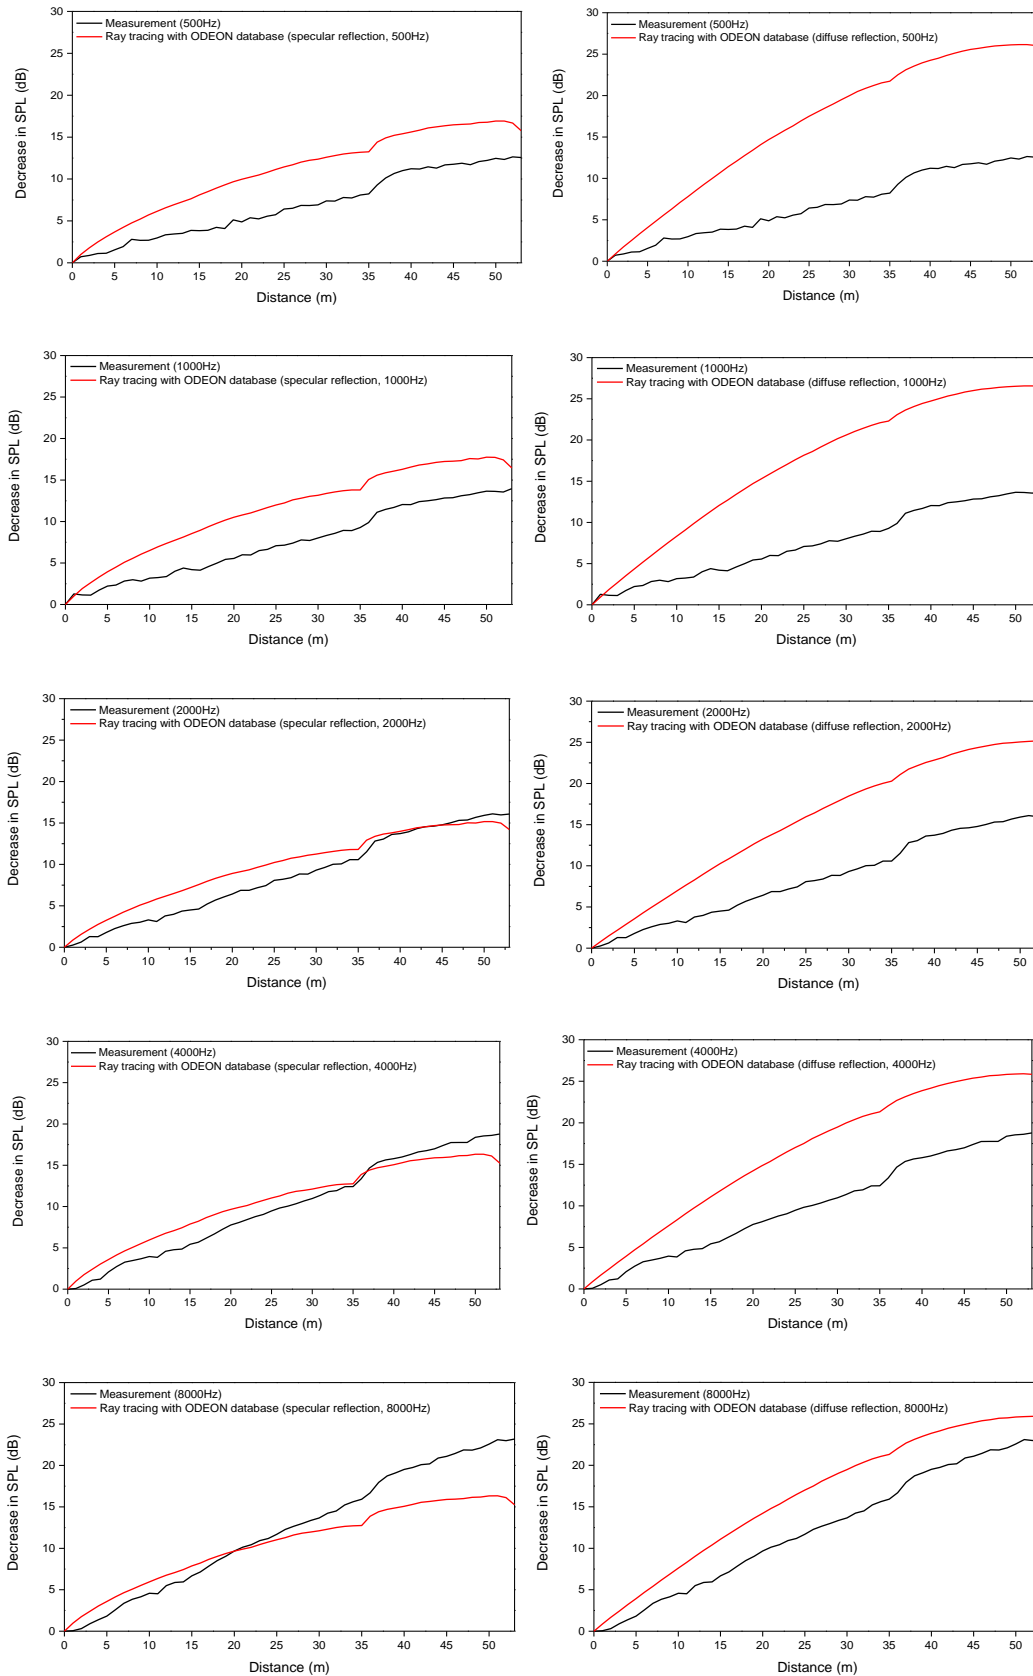 Measurement (500Hz)
Ray tracing with ODEON database (specular reflection, 500Hz)
Decrease in SPL (dB)
30
25
20
15
10
5
0
0 5 10 15 20 25 30 35 40 45 50
Distance (m)
Measurement (500Hz)
Ray tracing with ODEON database (diffuse reflection, 500Hz)
Decrease in SPL (dB)
30
25
20
15
10
5
0
0 5 10 15 20 25 30 35 40 45 50
Distance (m)
Measurement (1000Hz)
Ray tracing with ODEON database (specular reflection, 1000Hz)
Decrease in SPL (dB)
30
25
20
15
10
5
0
0 5 10 15 20 25 30 35 40 45 50
Distance (m)
Measurement (1000Hz)
Ray tracing with ODEON database (diffuse reflection, 1000Hz)
Decrease in SPL (dB)
30
25
20
15
10
5
0
0 5 10 15 20 25 30 35 40 45 50
Distance (m)
Measurement (2000Hz)
Ray tracing with ODEON database (specular reflection, 2000Hz)
Decrease in SPL (dB)
30
25
20
15
10
5
0
0 5 10 15 20 25 30 35 40 45 50
Distance (m)
Measurement (2000Hz)
Ray tracing with ODEON database (diffuse reflection, 2000Hz)
Decrease in SPL (dB)
30
25
20
15
10
5
0
0 5 10 15 20 25 30 35 40 45 50
Distance (m)
Measurement (4000Hz)
Ray tracing with ODEON database (specular reflection, 4000Hz)
Decrease in SPL (dB)
30
25
20
15
10
5
0
0 5 10 15 20 25 30 35 40 45 50
Distance (m)
Measurement (4000Hz)
Ray tracing with ODEON database (diffuse reflection, 4000Hz)
Decrease in SPL (dB)
30
25
20
15
10
5
0
0 5 10 15 20 25 30 35 40 45 50
Distance (m)
Measurement (8000Hz)
Ray tracing with ODEON database (specular reflection, 8000Hz)
Decrease in SPL (dB)
30
25
20
15
10
5
0
0 5 10 15 20 25 30 35 40 45 50
Distance (m)
Measurement (8000Hz)
Ray tracing with ODEON database (diffuse reflection, 8000Hz)
Decrease in SPL (dB)
30
25
20
15
10
5
0
0 5 10 15 20 25 30 35 40 45 50
Distance (m)